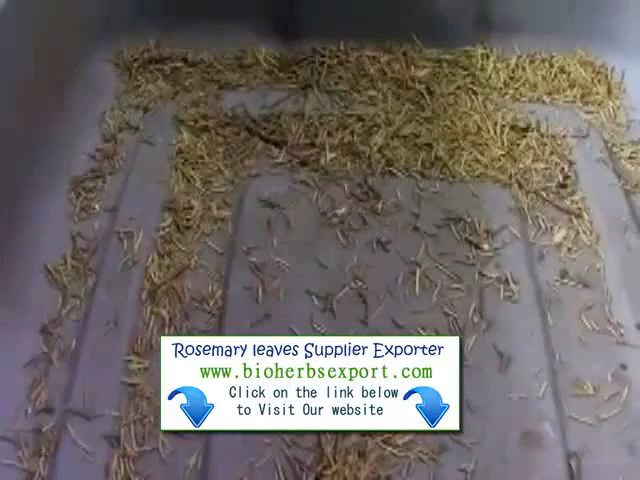 Rosemary leaves Supplier Exporter
www.bioherbsexport.com
Click on the link below
to Visit Our website